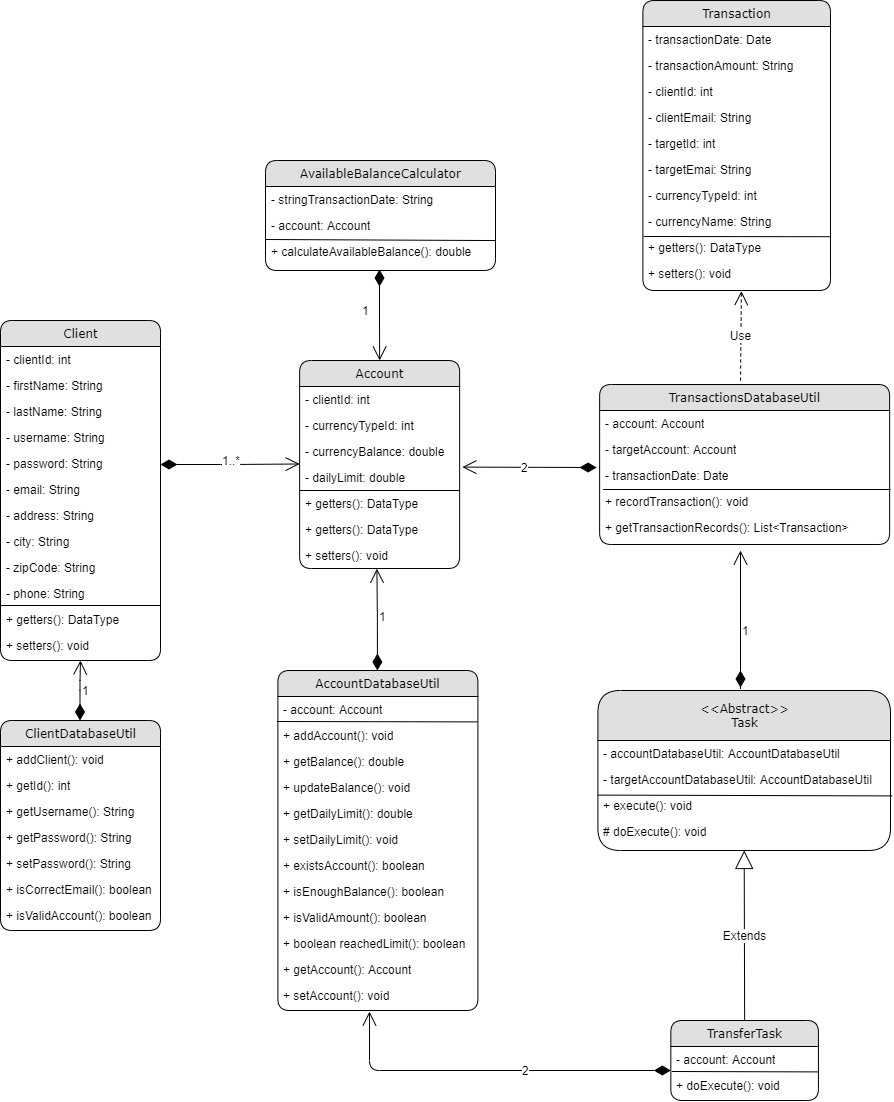 Transaction
- transactionDate: Date
- transactionAmount: String
- clientId: int
- clientEmail: String
- targetId: int
- targetEmai: String
- currencyTypeId: int
- currencyName: String
+ getters(): DataType
+ setters(): void
AvailableBalanceCalculator
- stringTransactionDate: String
- account: Account
+ calculateAvailableBalance(): double
1
Use
Client
- clientId: int
- firstName: String
- lastName: String
- username: String
- password: String
- email: String
- address: String
- city: String
- zipCode: String
- phone: String
+ getters(): DataType
+ setters(): void
1..*
Account
- clientId: int
- currencyTypeId: int
- currencyBalance: double
- dailyLimit: double
+ getters(): DataType
+ getters(): DataType
+ setters(): void
2
TransactionsDatabaseUtil
- account: Account
- targetAccount: Account
- transactionDate: Date
+ recordTransaction(): void
+ getTransactionRecords(): List<Transaction>
1
1
1
ClientDatabaseUtil
+ addClient(): void
+ getId(): int
+ getUsername(): String
+ getPassword(): String
+ setPassword(): String
+ isCorrectEmail(): boolean
+ isValidAccount(): boolean
AccountDatabaseUtil
- account: Account
+ addAccount(): void
+ getBalance(): double
+ updateBalance(): void
+ getDailyLimit(): double
+ setDailyLimit(): void
+ existsAccount(): boolean
+ isEnoughBalance(): boolean
+ isValidAmount(): boolean
+ boolean reachedLimit(): boolean
+ getAccount(): Account
+ setAccount(): void
<<Abstract>>
Task
- accountDatabaseUtil: AccountDatabaseUtil
- targetAccountDatabaseUtil: AccountDatabaseUtil
+ execute(): void
# doExecute(): void
Extends
2
TransferTask
- account: Account
+ doExecute(): void